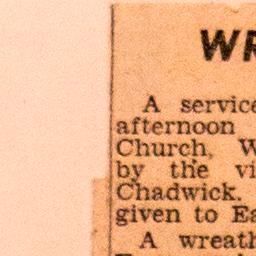 WR
A service
afternoon
Church, W
by the vi
Chadwick.
given to Ea
A wreath